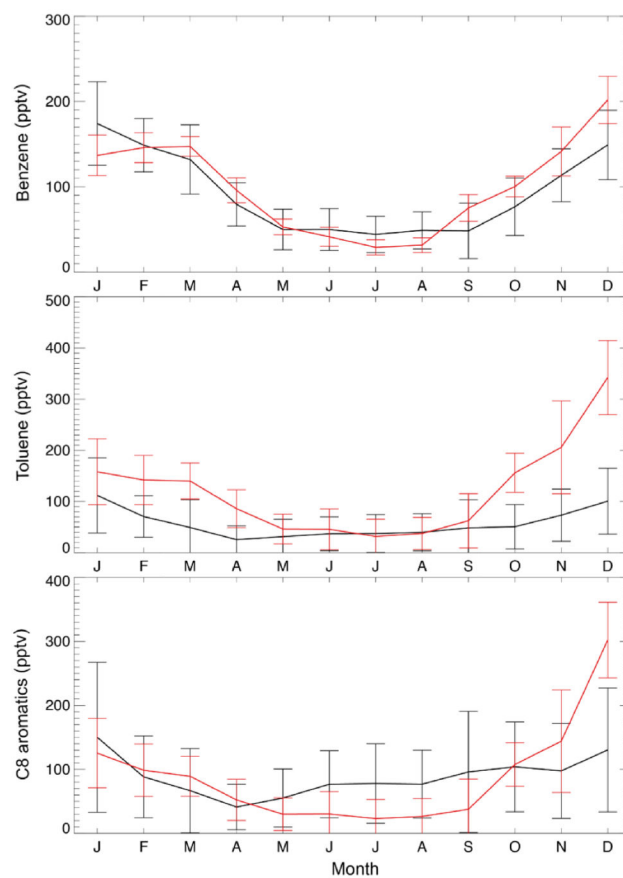 300
200
100
0
Benzene (pptv)
J F M A M J J A S O N D
500
400
300
200
100
0
Toluene (pptv)
J F M A M J J A S O N D
400
300
200
100
0
C8 aromatics (pptv)
J F M A M J J A S O N D
Month